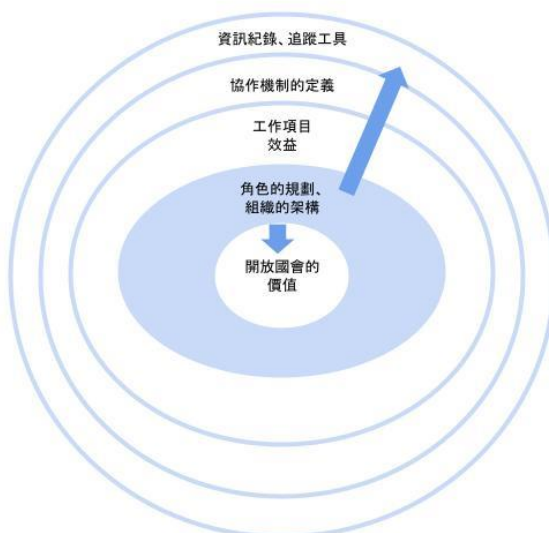 資訊紀錄、追蹤工具
協作機制的定義
工作項目
效益
角色的規劃、
組織的架構
開放國會的
價值